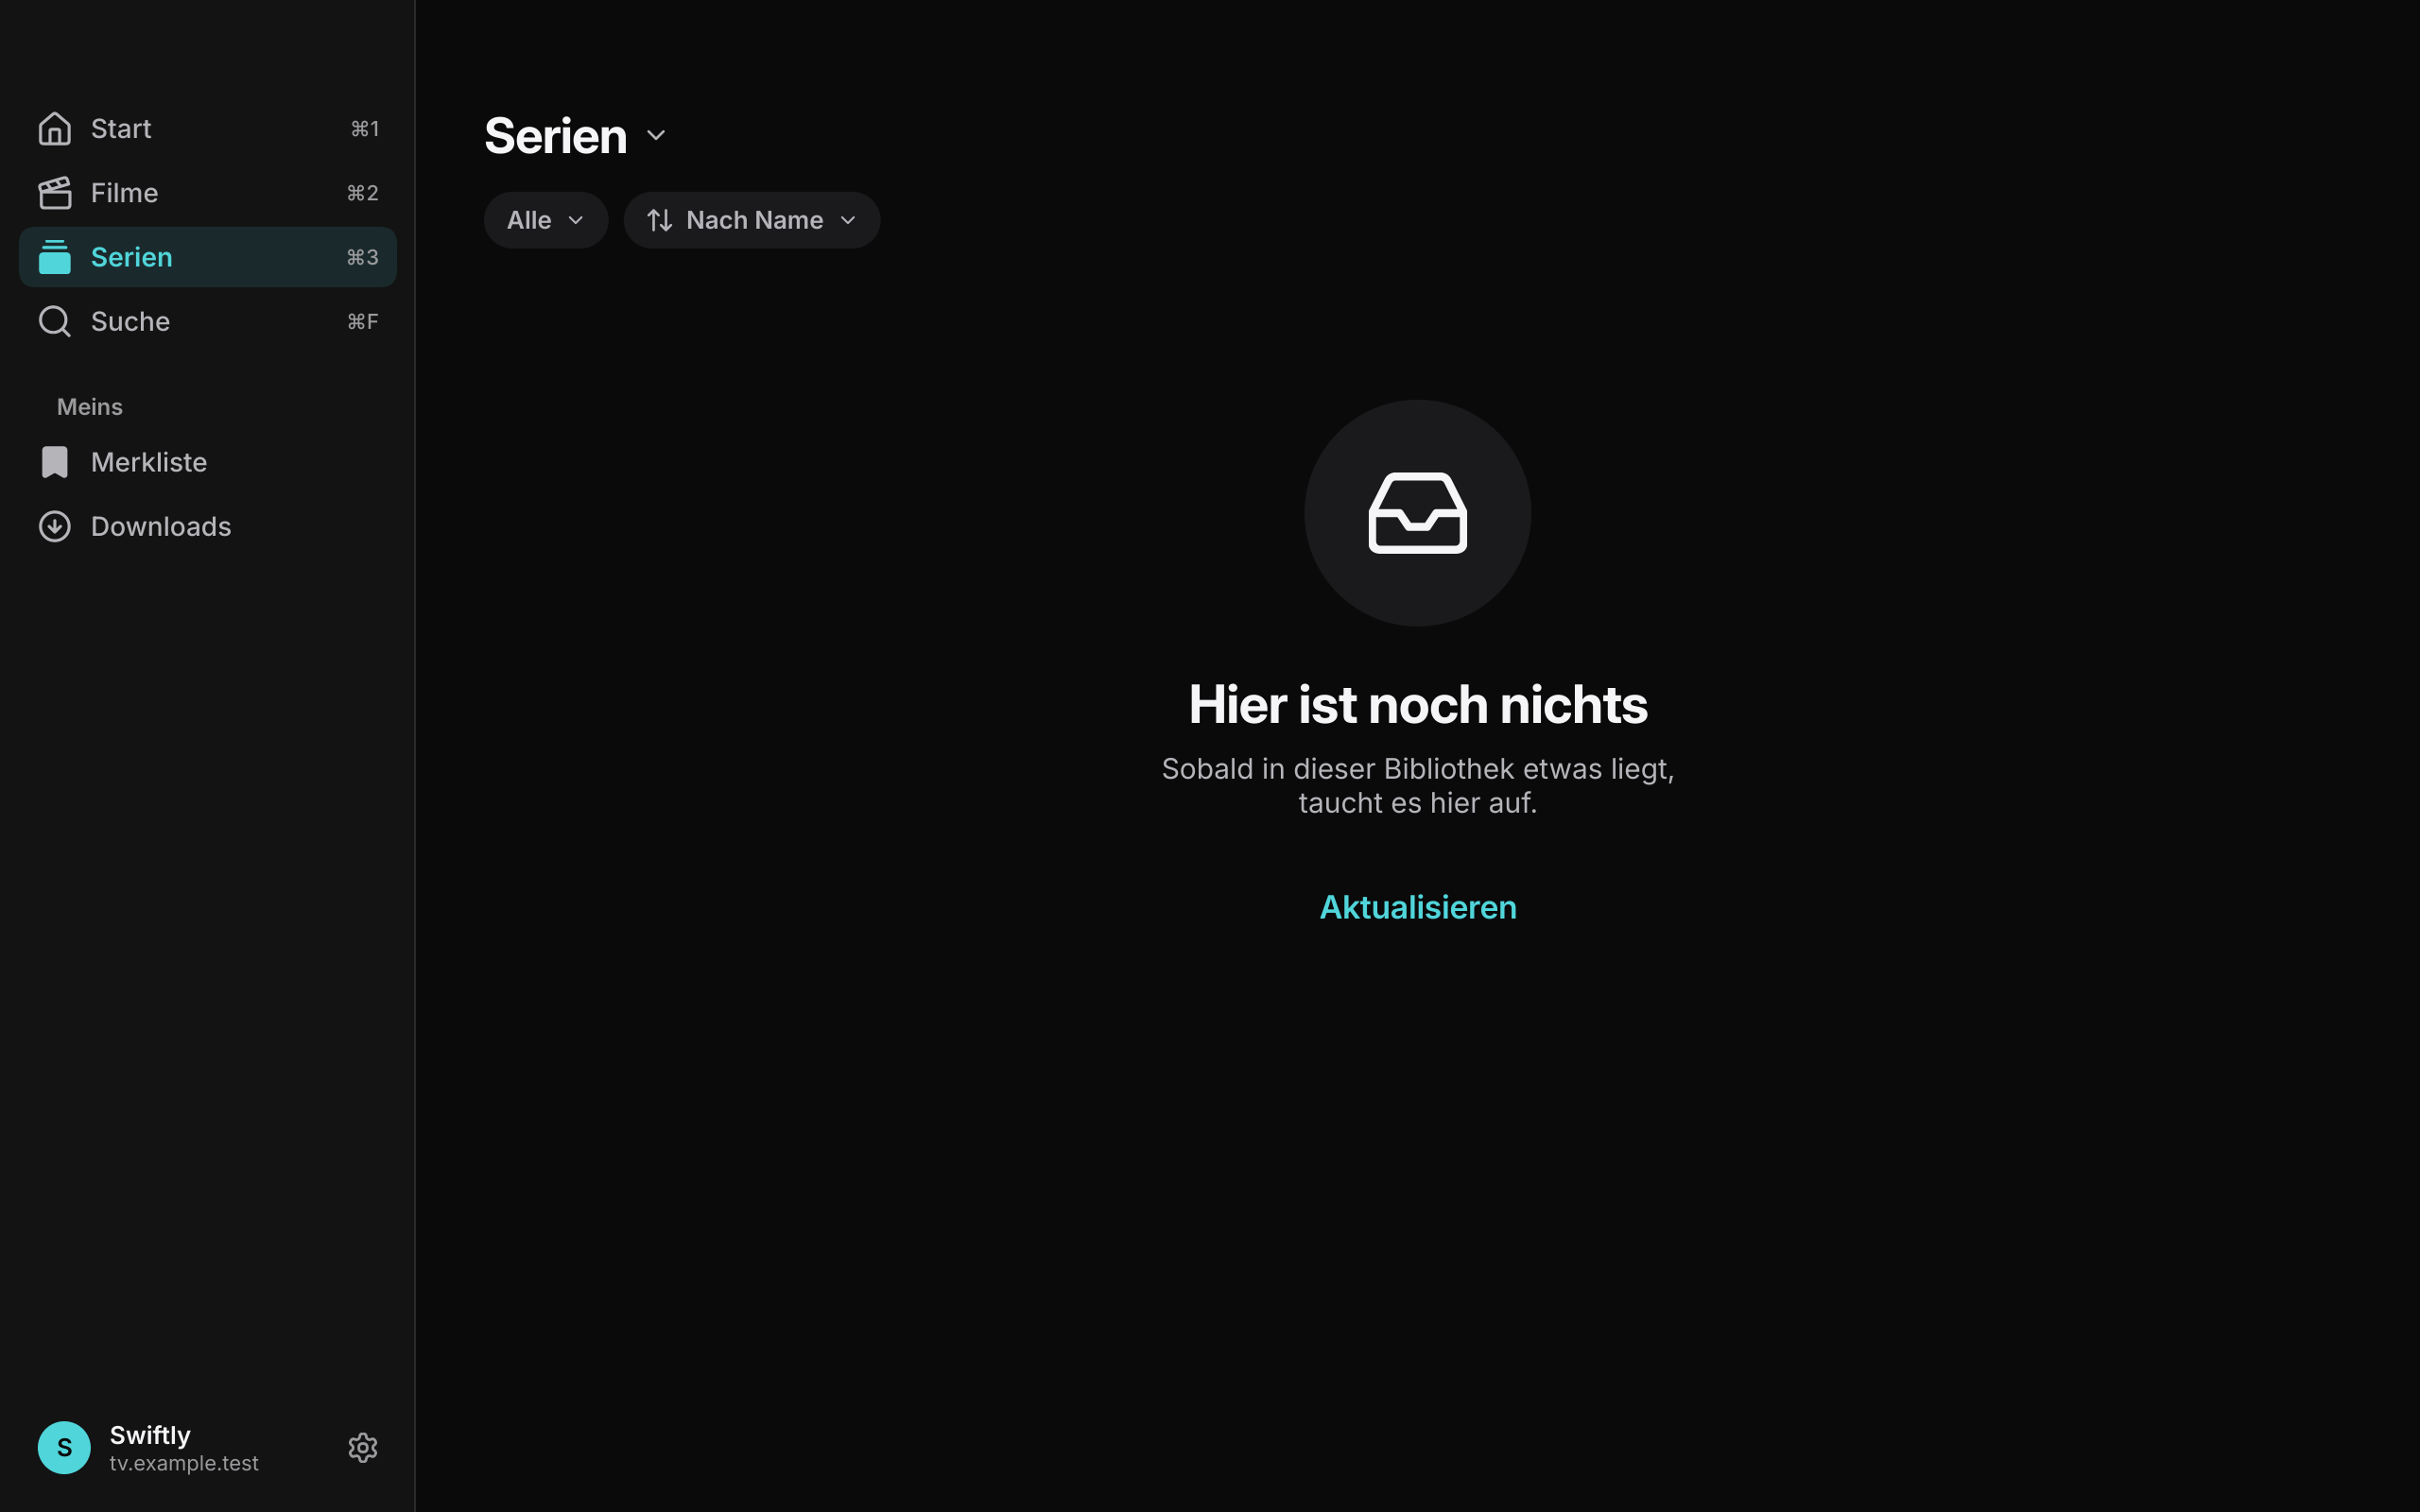 Start ⌘1
Filme ⌘2
Serien ⌘3
Suche ⌘F
Meins
Merkliste
Downloads
S
Swiftly
tv.example.test
Serien
Alle
Nach Name
Hier ist noch nichts
Sobald in dieser Bibliothek etwas liegt,
taucht es hier auf.
Aktualisieren